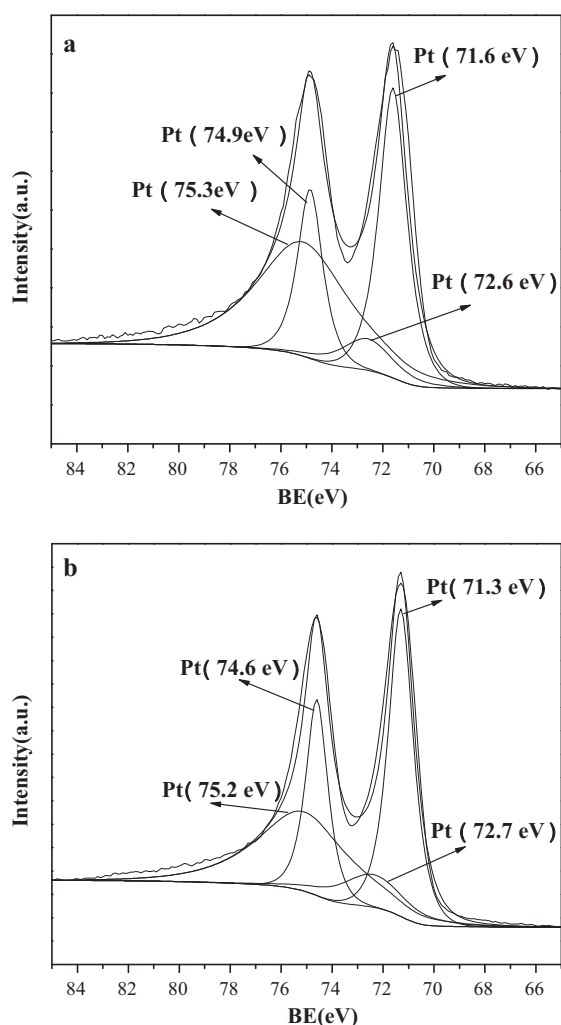 a
Pt ( 71.6 eV)
Pt ( 74.9eV)
Pt ( 75.3eV)
Pt ( 72.6 eV)
Intensity(a.u.)
84 82 80 78 76 74 72 70 68 66
BE(eV)
b
Pt( 71.3 eV)
Pt( 74.6 eV)
Pt( 75.2 eV)
Pt ( 72.7 eV)
Intensity(a.u.)
84 82 80 78 76 74 72 70 68 66
BE(eV)